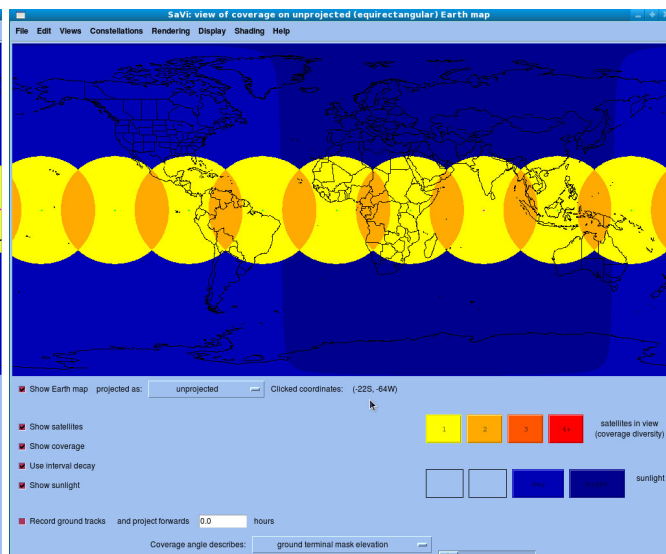 SaVi: view of coverage on unprojected (equirectangular) Earth map
File Edit Views Constellations Rendering Display Shading Help
Show Earth map projected as: unprojected Clicked coordinates: (-22S, -64W)
Show satellites
Show coverage
Use interval decay
Show sunlight
1 2 3 4+ satellites in view
(coverage diversity)
sunlight
Record ground tracks and project forwards 0.0 hours
Coverage angle describes: ground terminal mask elevation